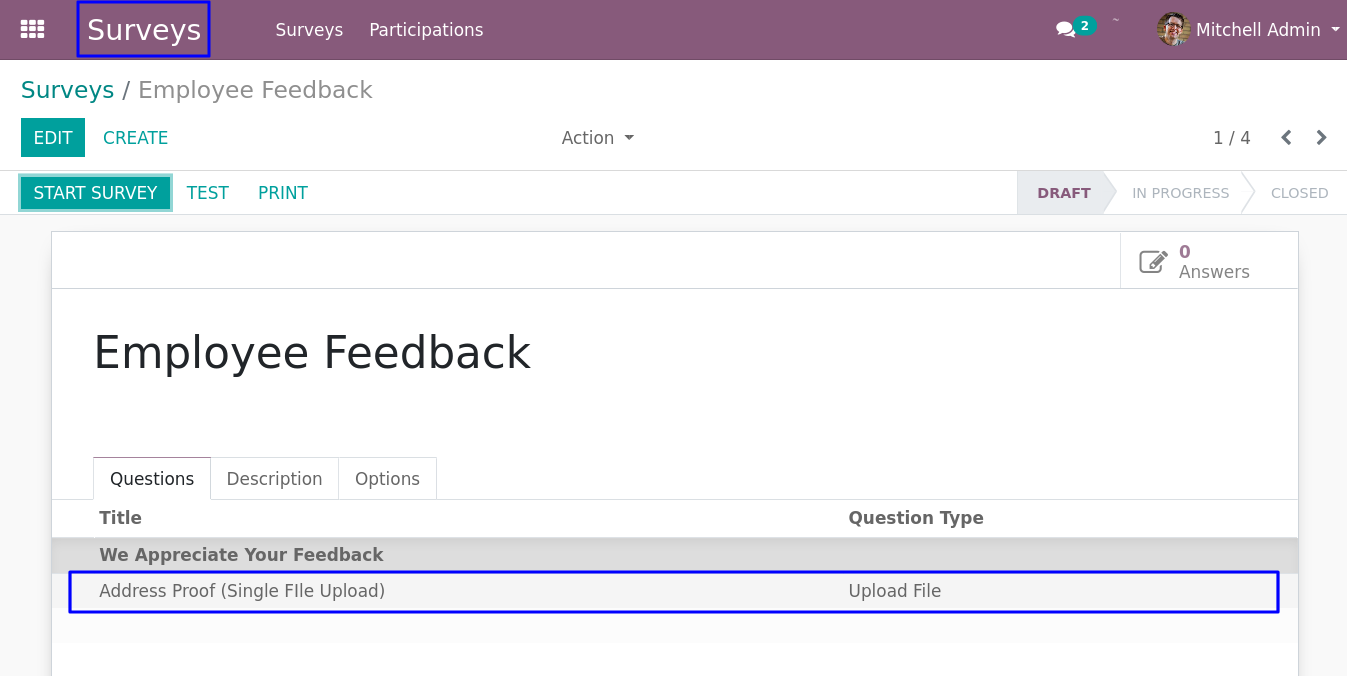 Surveys Surveys Participations 2 Mitchell Admin
Surveys / Employee Feedback
EDIT CREATE Action 1 / 4
START SURVEY TEST PRINT DRAFT IN PROGRESS CLOSED
0
Answers
Employee Feedback
Questions Description Options
Title Question Type
We Appreciate Your Feedback
Address Proof (Single FIle Upload) Upload File